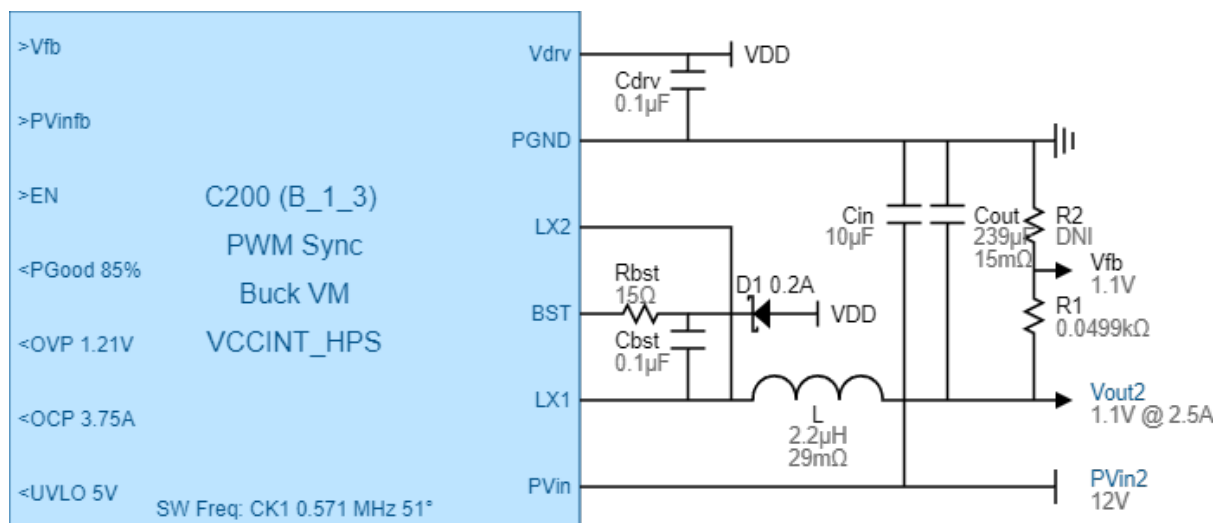 >Vfb
>PVinfb
>EN
<PGood 85%
<OVP 1.21V
<OCP 3.75A
<UVLO 5V
C200 (B_1_3)
PWM Sync
Buck VM
VCCINT_HPS
SW Freq: CK1 0.571 MHz 51°
Vdrv
PGND
LX2
BST
LX1
PVin
VDD
Cdrv
0.1µF
Rbst
15Ω
Cbst
0.1µF
D1 0.2A
VDD
L
2.2µH
29mΩ
Cin
10µF
Cout
239µF
15mΩ
R2
DNI
Vfb
1.1V
R1
0.0499kΩ
Vout2
1.1V @ 2.5A
PVin2
12V